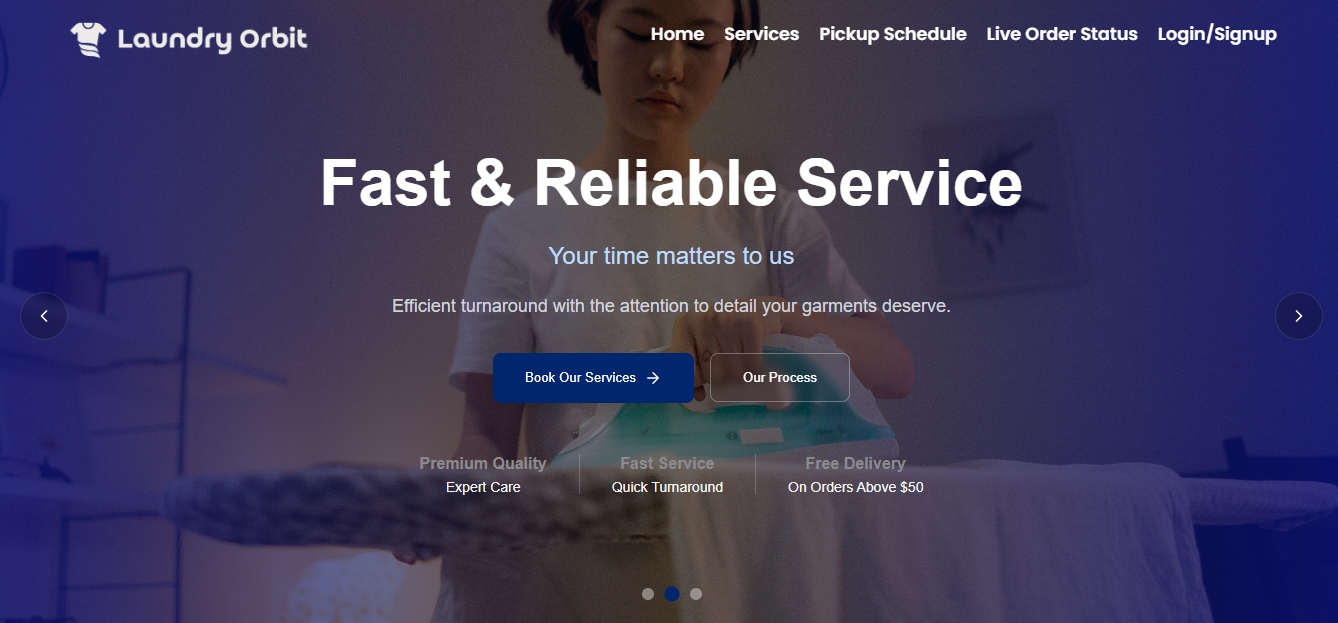 Laundry Orbit
Home Services Pickup Schedule Live Order Status Login/Signup
Fast & Reliable Service
Your time matters to us
Efficient turnaround with the attention to detail your garments deserve.
Book Our Services
Our Process
Premium Quality
Expert Care
Fast Service
Quick Turnaround
Free Delivery
On Orders Above $50